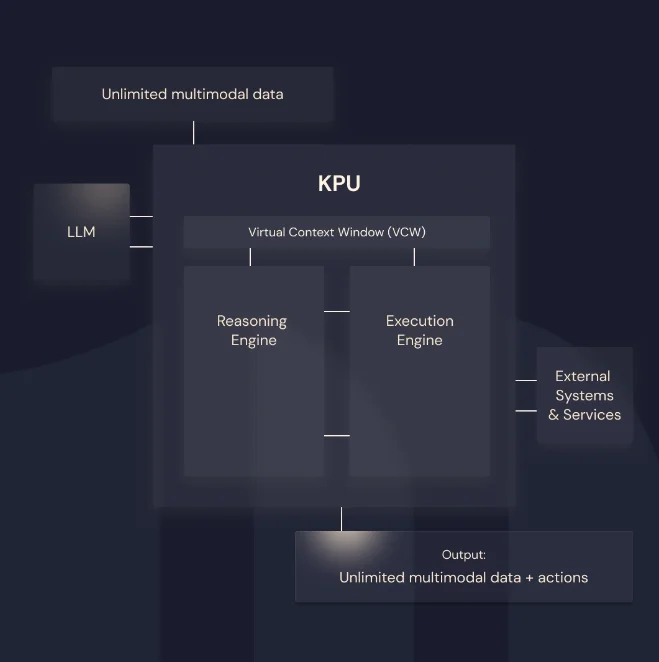 Unlimited multimodal data
KPU
LLM
Virtual Context Window (VCW)
Reasoning
Engine
Execution
Engine
External
Systems
& Services
Output:
Unlimited multimodal data + actions